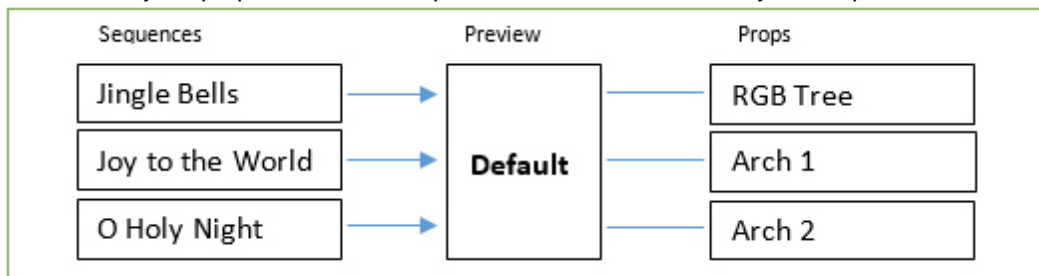 Sequences Preview Props
Jingle Bells RGB Tree
Joy to the World Default Arch 1
O Holy Night Arch 2